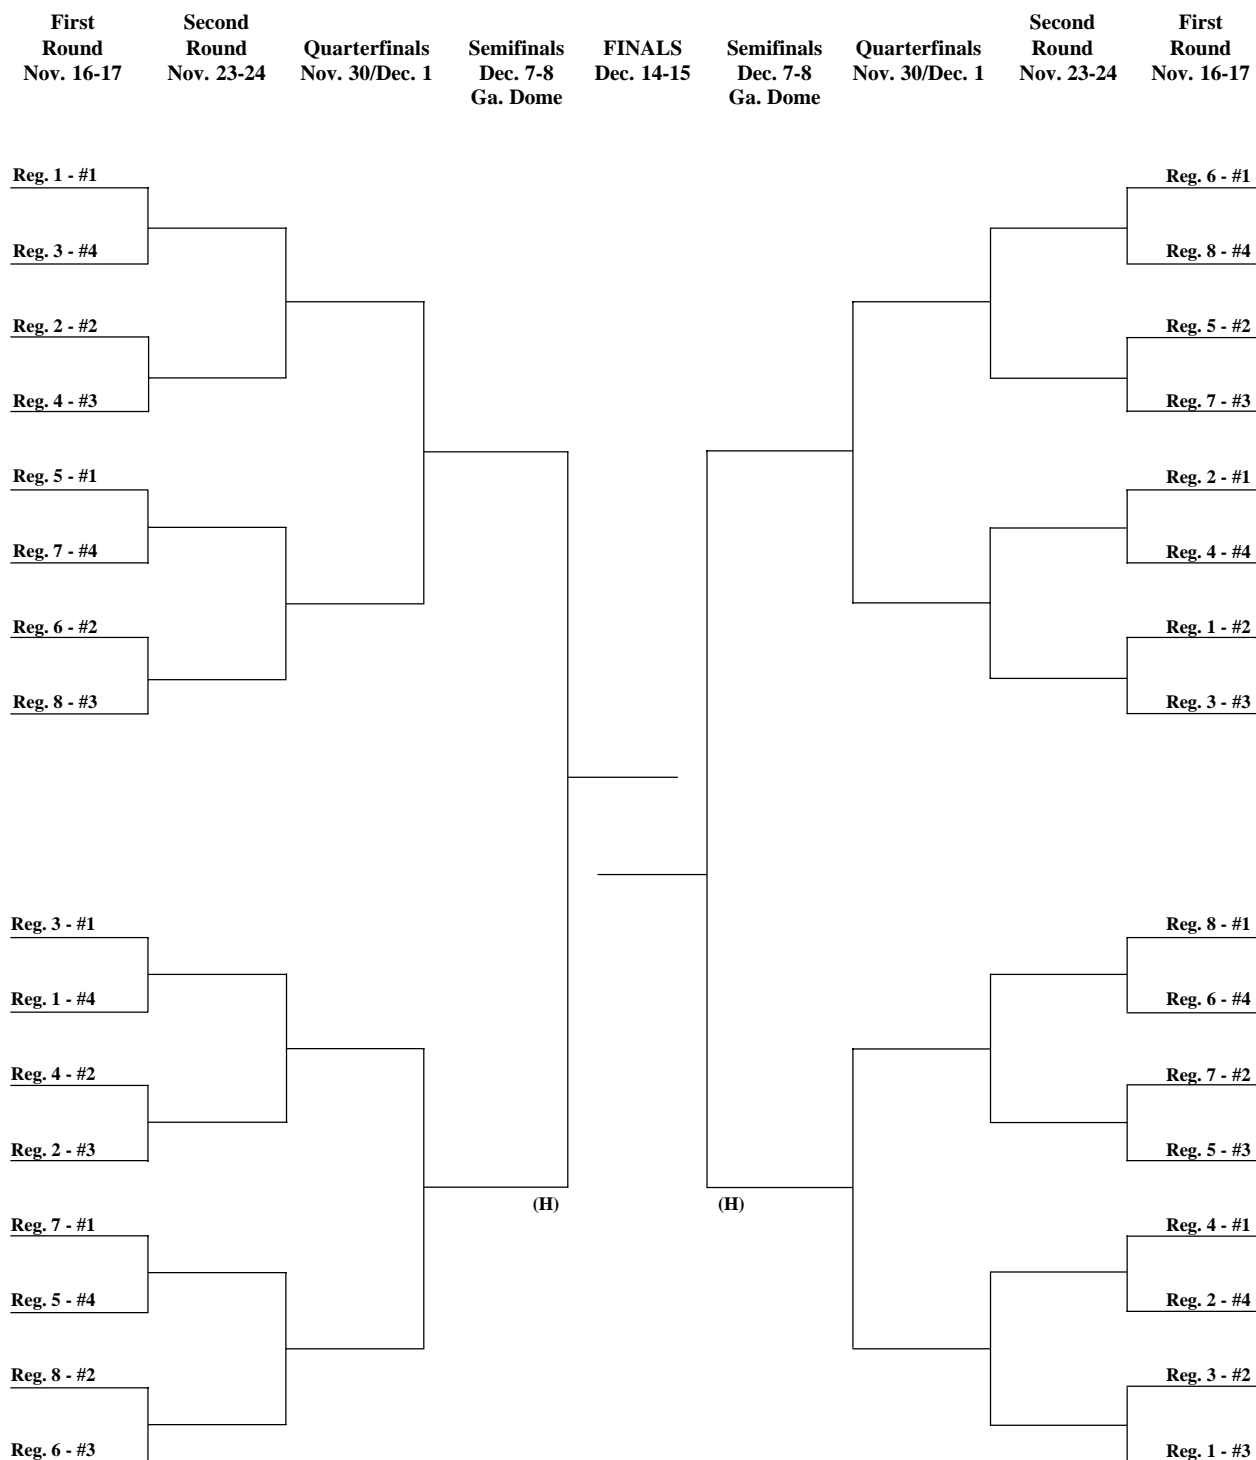 First
Round
Nov. 16-17
Second
Round
Nov. 23-24
Quarterfinals
Nov. 30/Dec. 1
Semifinals
Dec. 7-8
Ga. Dome
FINALS
Dec. 14-15
Semifinals
Dec. 7-8
Ga. Dome
Quarterfinals
Nov. 30/Dec. 1
Second
Round
Nov. 23-24
First
Round
Nov. 16-17
Reg. 1 - #1
Reg. 3 - #4
Reg. 2 - #2
Reg. 4 - #3
Reg. 5 - #1
Reg. 7 - #4
Reg. 6 - #2
Reg. 8 - #3
Reg. 3 - #1
Reg. 1 - #4
Reg. 4 - #2
Reg. 2 - #3
Reg. 7 - #1
Reg. 5 - #4
Reg. 8 - #2
Reg. 6 - #3
(H)
(H)
Reg. 6 - #1
Reg. 8 - #4
Reg. 5 - #2
Reg. 7 - #3
Reg. 2 - #1
Reg. 4 - #4
Reg. 1 - #2
Reg. 3 - #3
Reg. 8 - #1
Reg. 6 - #4
Reg. 7 - #2
Reg. 5 - #3
Reg. 4 - #1
Reg. 2 - #4
Reg. 3 - #2
Reg. 1 - #3